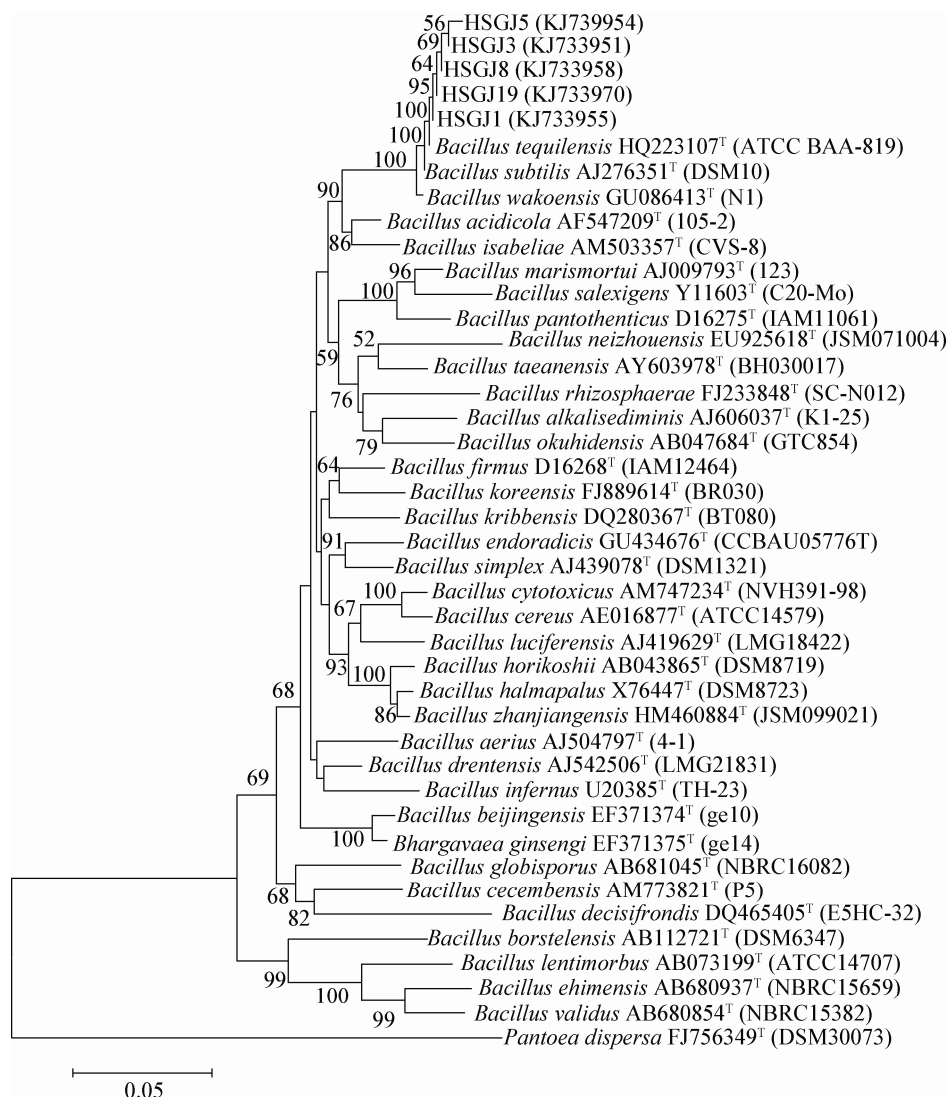 56 HSGJ5 (KJ739954)
69 HSGJ3 (KJ733951)
64 HSGJ8 (KJ733958)
95 HSGJ19 (KJ733970)
100 HSGJ1 (KJ733955)
100 Bacillus tequilensis HQ223107ᵀ (ATCC BAA-819)
100 Bacillus subtilis AJ276351ᵀ (DSM10)
90 Bacillus wakoensis GU086413ᵀ (N1)
Bacillus acidicola AF547209ᵀ (105-2)
86 Bacillus isabeliae AM503357ᵀ (CVS-8)
96 Bacillus marismortui AJ009793ᵀ (123)
100 Bacillus salexigens Y11603ᵀ (C20-Mo)
Bacillus pantothenticus D16275ᵀ (IAM11061)
52 Bacillus neizhouensis EU925618ᵀ (JSM071004)
59 Bacillus taeanensis AY603978ᵀ (BH030017)
76 Bacillus rhizosphaerae FJ233848ᵀ (SC-N012)
Bacillus alkalisediminis AJ606037ᵀ (K1-25)
79 Bacillus okuhidensis AB047684ᵀ (GTC854)
64 Bacillus firmus D16268ᵀ (IAM12464)
Bacillus koreensis FJ889614ᵀ (BR030)
Bacillus kribbensis DQ280367ᵀ (BT080)
91 Bacillus endoradicis GU434676ᵀ (CCBAU05776T)
Bacillus simplex AJ439078ᵀ (DSM1321)
100 Bacillus cytotoxicus AM747234ᵀ (NVH391-98)
67 Bacillus cereus AE016877ᵀ (ATCC14579)
Bacillus luciferensis AJ419629ᵀ (LMG18422)
93 100 Bacillus horikoshii AB043865ᵀ (DSM8719)
68 Bacillus halmapalus X76447ᵀ (DSM8723)
86 Bacillus zhanjiangensis HM460884ᵀ (JSM099021)
Bacillus aerius AJ504797ᵀ (4-1)
69 Bacillus drentensis AJ542506ᵀ (LMG21831)
Bacillus infernus U20385ᵀ (TH-23)
Bacillus beijingensis EF371374ᵀ (ge10)
100 Bhargavaea ginsengi EF371375ᵀ (ge14)
Bacillus globisporus AB681045ᵀ (NBRC16082)
68 Bacillus cecembensis AM773821ᵀ (P5)
82 Bacillus decisifrondis DQ465405ᵀ (E5HC-32)
Bacillus borstelensis AB112721ᵀ (DSM6347)
99 Bacillus lentimorbus AB073199ᵀ (ATCC14707)
100 Bacillus ehimensis AB680937ᵀ (NBRC15659)
99 Bacillus validus AB680854ᵀ (NBRC15382)
Pantoea dispersa FJ756349ᵀ (DSM30073)
0.05